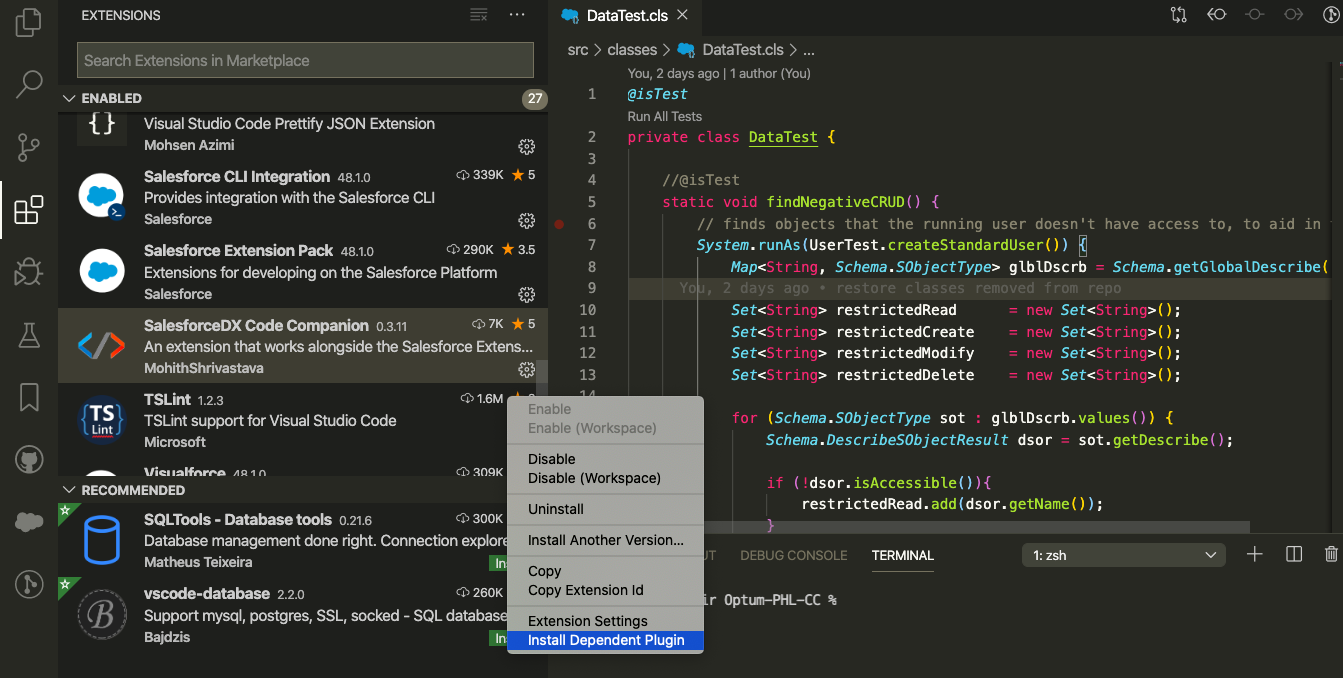 EXTENSIONS
Search Extensions in Marketplace
ENABLED
27
{}
Visual Studio Code Prettify JSON Extension
Mohsen Azimi
Salesforce CLI Integration 48.1.0 339K 5
Provides integration with the Salesforce CLI
Salesforce
Salesforce Extension Pack 48.1.0 290K 3.5
Extensions for developing on the Salesforce Platform
Salesforce
SalesforceDX Code Companion 0.3.11 7K 5
An extension that works alongside the Salesforce Extens...
MohithShrivastava
{TS}
Lint
TSLint 1.2.3 1.6M
TSLint support for Visual Studio Code
Microsoft
Visualforce 48.1.0 309K
RECOMMENDED
SQLTools - Database tools 0.21.6 300K
Database management done right. Connection explore
Matheus Teixeira
In
B
vscode-database 2.2.0 260K
Support mysql, postgres, SSL, socked - SQL database
Bajdzis
In
Enable
Enable (Workspace)
Disable
Disable (Workspace)
Uninstall
Install Another Version...
Copy
Copy Extension Id
Extension Settings
Install Dependent Plugin
DataTest.cls
src > classes > DataTest.cls > ...
You, 2 days ago | 1 author (You)
1 @isTest
Run All Tests
2 private class DataTest {
3
4 //@isTest
5 static void findNegativeCRUD() {
6 // finds objects that the running user doesn't have access to, to aid in
7 System.runAs(UserTest.createStandardUser()) {
8 Map<String, Schema.SObjectType> glblDscrb = Schema.getGlobalDescribe(
9 You, 2 days ago • restore classes removed from repo
10 Set<String> restrictedRead = new Set<String>();
11 Set<String> restrictedCreate = new Set<String>();
12 Set<String> restrictedModify = new Set<String>();
13 Set<String> restrictedDelete = new Set<String>();
14
for (Schema.SObjectType sot : glblDscrb.values()) {
Schema.DescribeSObjectResult dsor = sot.getDescribe();
if (!dsor.isAccessible()){
restrictedRead.add(dsor.getName());
}
UT DEBUG CONSOLE TERMINAL 1: zsh
ir Optum-PHL-CC %